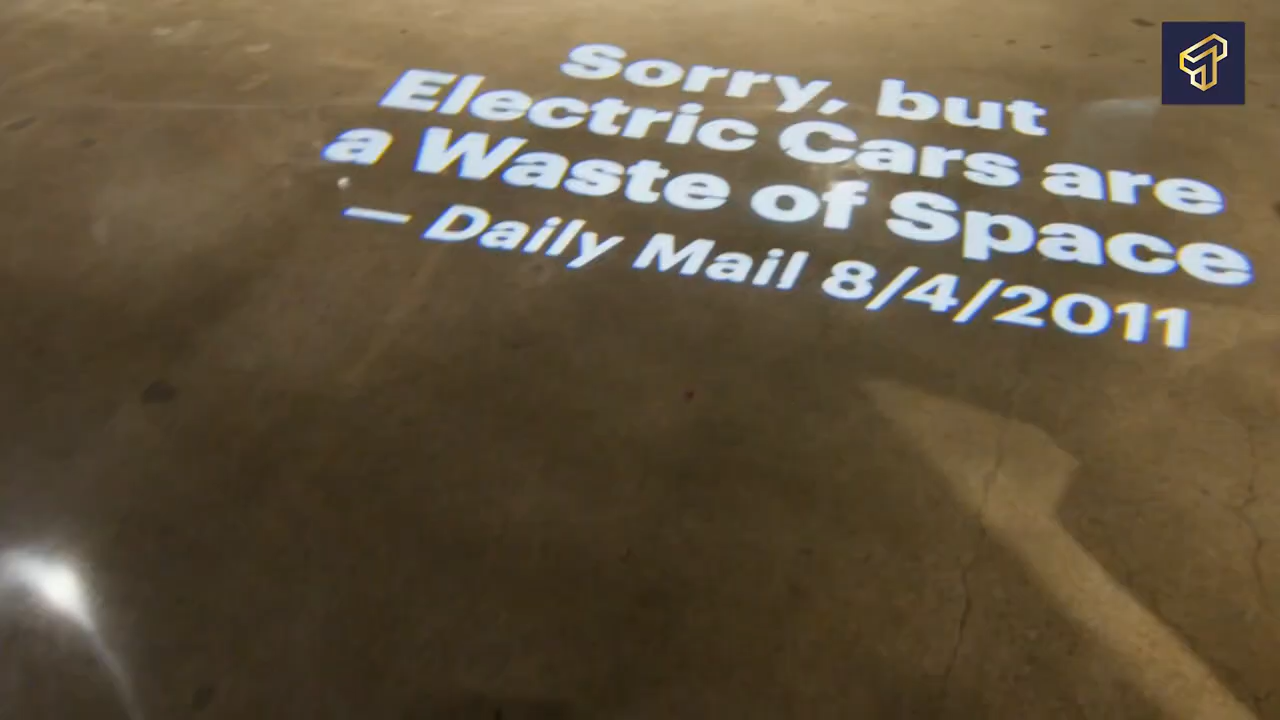 Sorry, but
Electric Cars are
a Waste of Space
— Daily Mail 8/4/2011